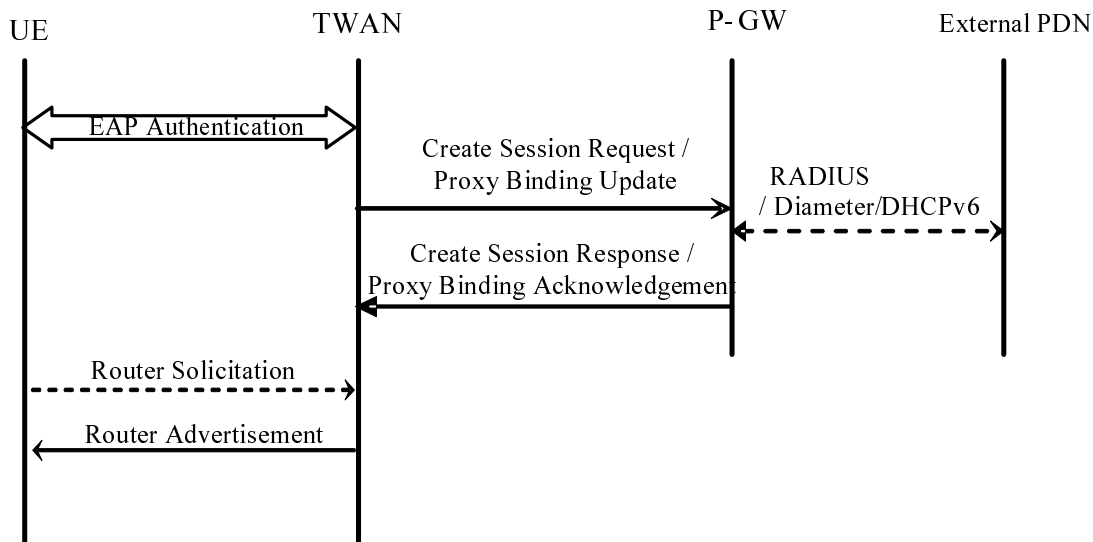 UE
TWAN
P- GW
External PDN
EAP Authentication
Create Session Request /
Proxy Binding Update
RADIUS
/ Diameter/DHCPv6
Create Session Response /
Proxy Binding Acknowledgement
Router Solicitation
Router Advertisement